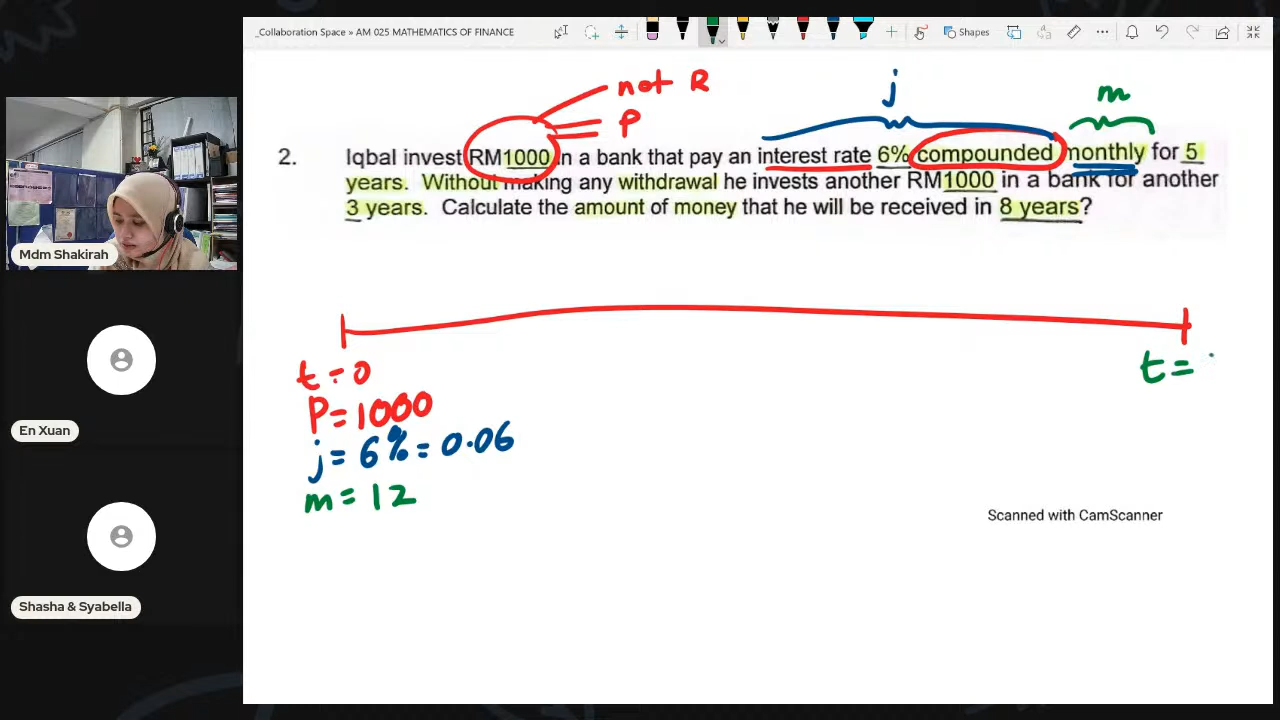 _Collaboration Space » AM 025 MATHEMATICS OF FINANCE
Shapes
not R
P
j
m
2. Iqbal invest RM1000 in a bank that pay an interest rate 6% compounded monthly for 5
years. Without making any withdrawal he invests another RM1000 in a bank for another
3 years. Calculate the amount of money that he will be received in 8 years?
t = 0
P = 1000
j = 6% = 0.06
m = 12
t =
Scanned with CamScanner
Mdm Shakirah
En Xuan
Shasha & Syabella